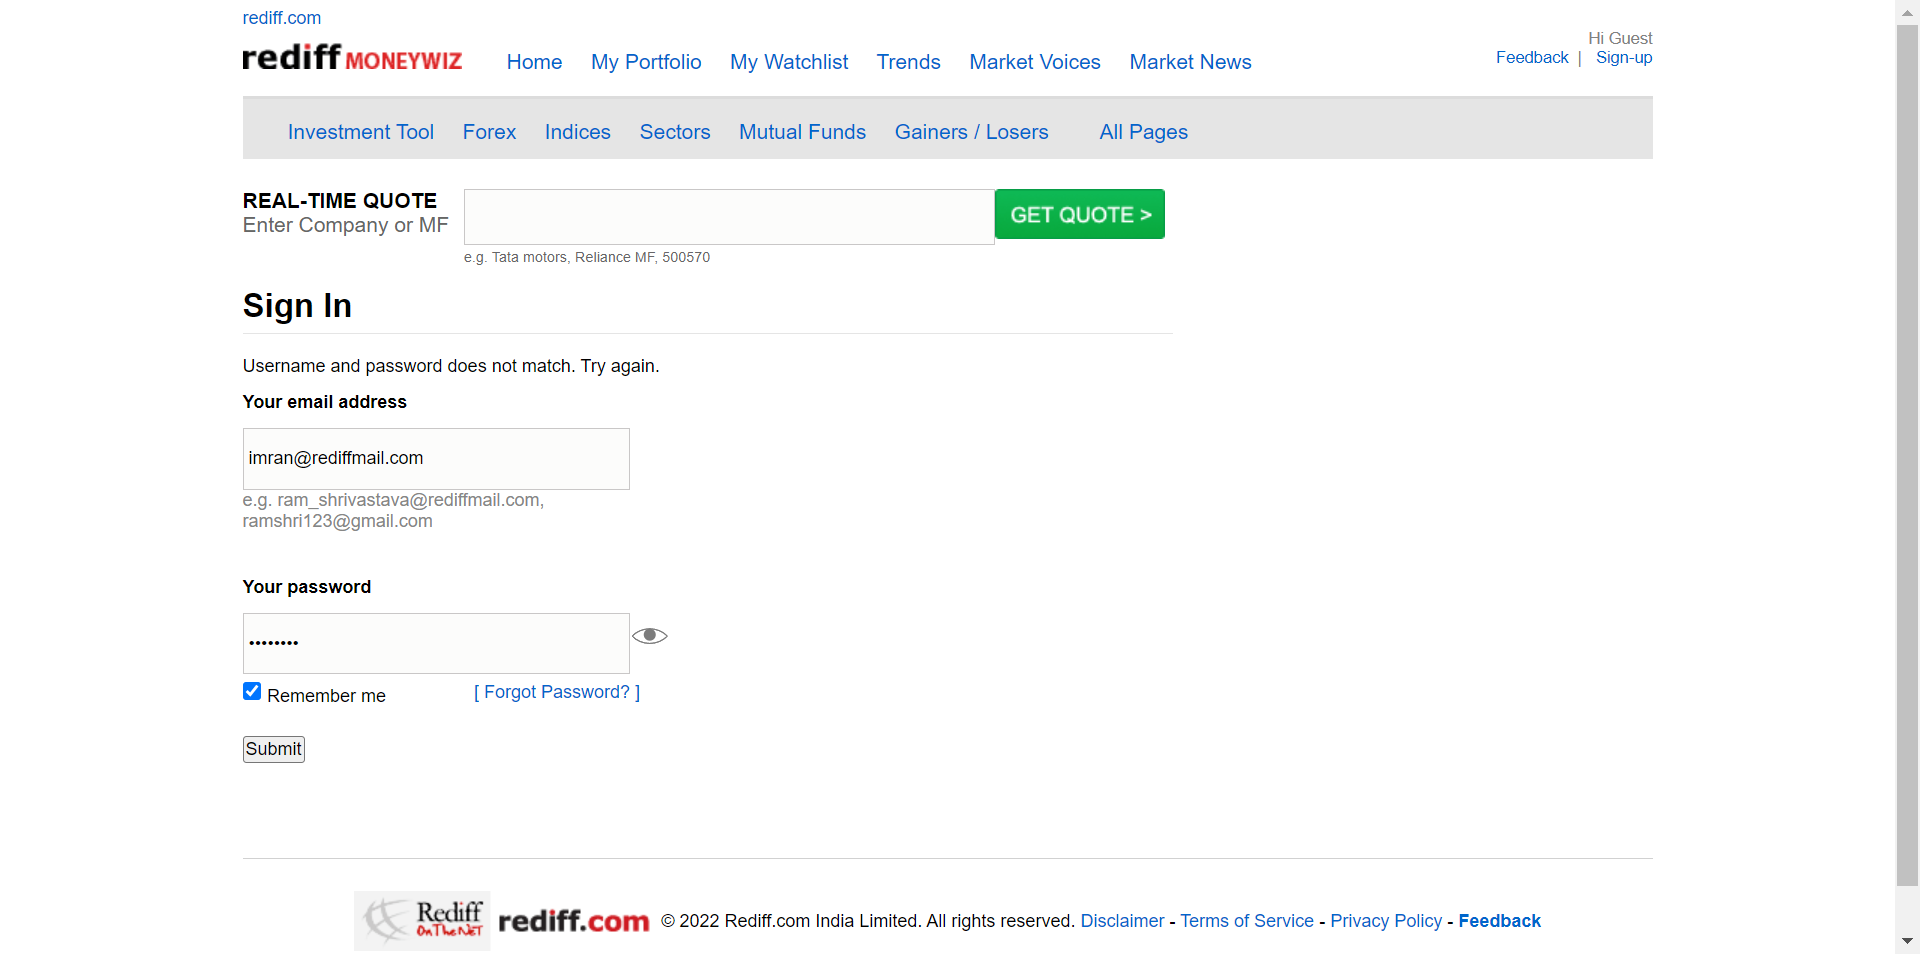 rediff.com
rediff MONEYWIZ
Home My Portfolio My Watchlist Trends Market Voices Market News
Hi Guest
Feedback | Sign-up
Investment Tool Forex Indices Sectors Mutual Funds Gainers / Losers All Pages
REAL-TIME QUOTE
Enter Company or MF
GET QUOTE >
e.g. Tata motors, Reliance MF, 500570
Sign In
Username and password does not match. Try again.
Your email address
imran@rediffmail.com
e.g. ram_shrivastava@rediffmail.com,
ramshri123@gmail.com
Your password
••••••••
Remember me [ Forgot Password? ]
Submit
Rediff
On The NeT
rediff.com © 2022 Rediff.com India Limited. All rights reserved. Disclaimer - Terms of Service - Privacy Policy - Feedback